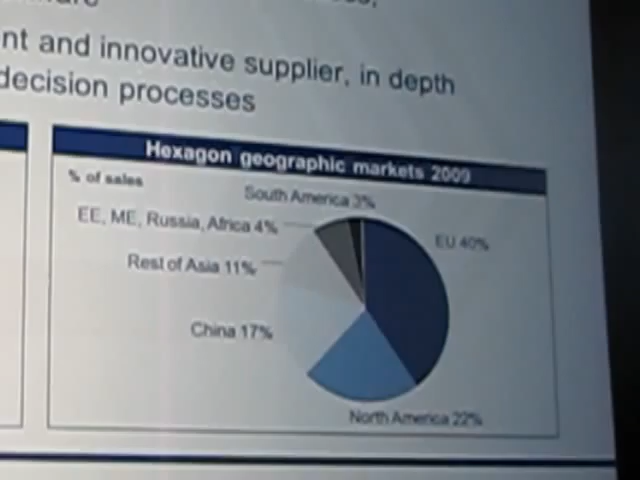 nt and innovative supplier, in depth
decision processes
Hexagon geographic markets 2009
% of sales
South America 3%
EE, ME, Russia, Africa 4%
EU 40%
Rest of Asia 11%
China 17%
North America 22%